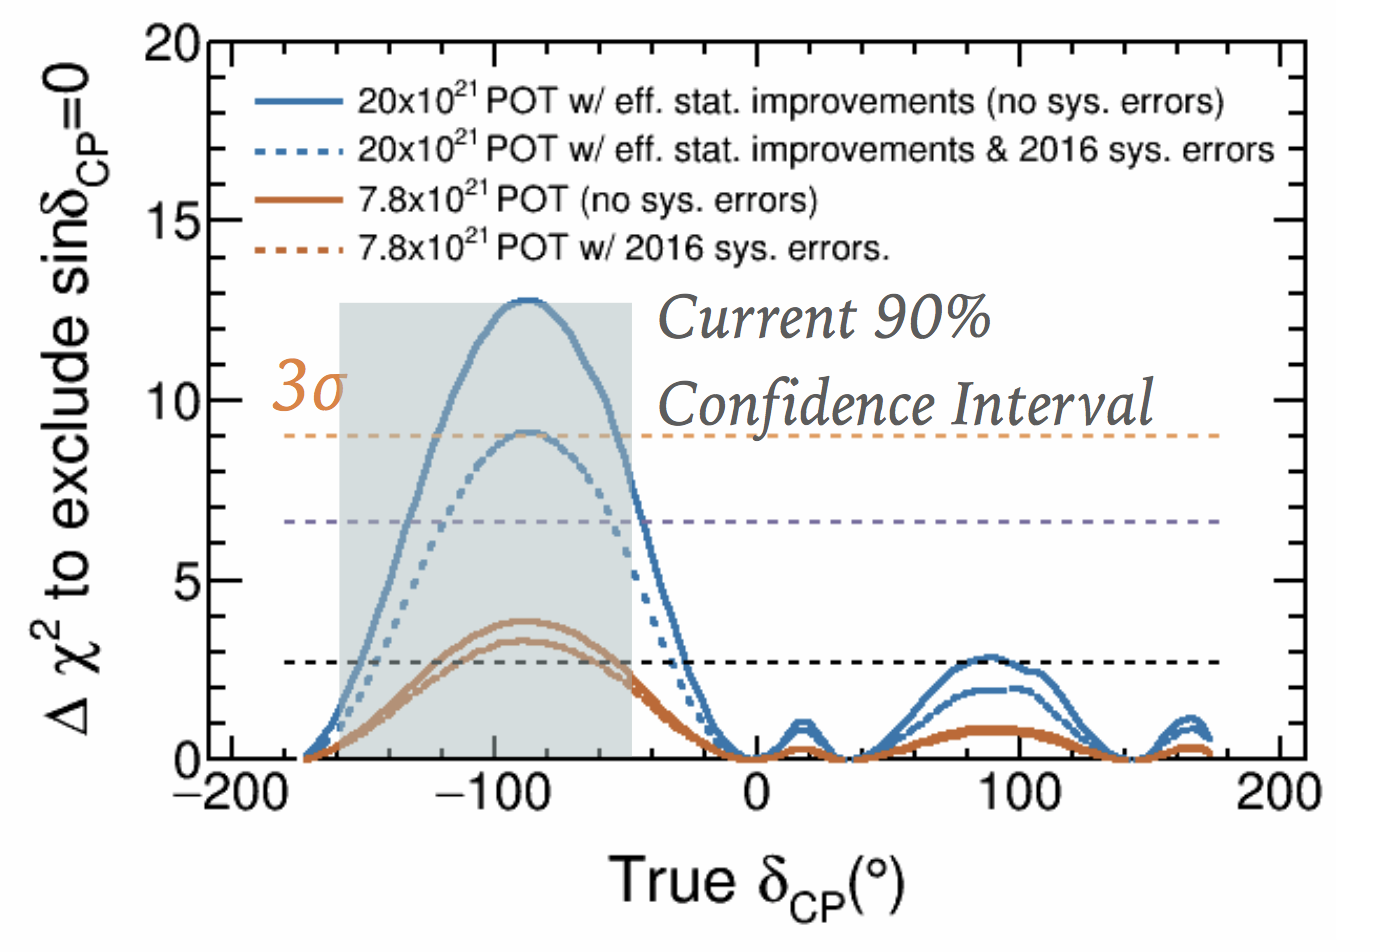 Δ χ² to exclude sinδCP=0
20
15
10
5
0
20x10²¹ POT w/ eff. stat. improvements (no sys. errors)
20x10²¹ POT w/ eff. stat. improvements & 2016 sys. errors
7.8x10²¹ POT (no sys. errors)
7.8x10²¹ POT w/ 2016 sys. errors.
Current 90%
Confidence Interval
3σ
−200 −100 0 100 200
True δCP(°)